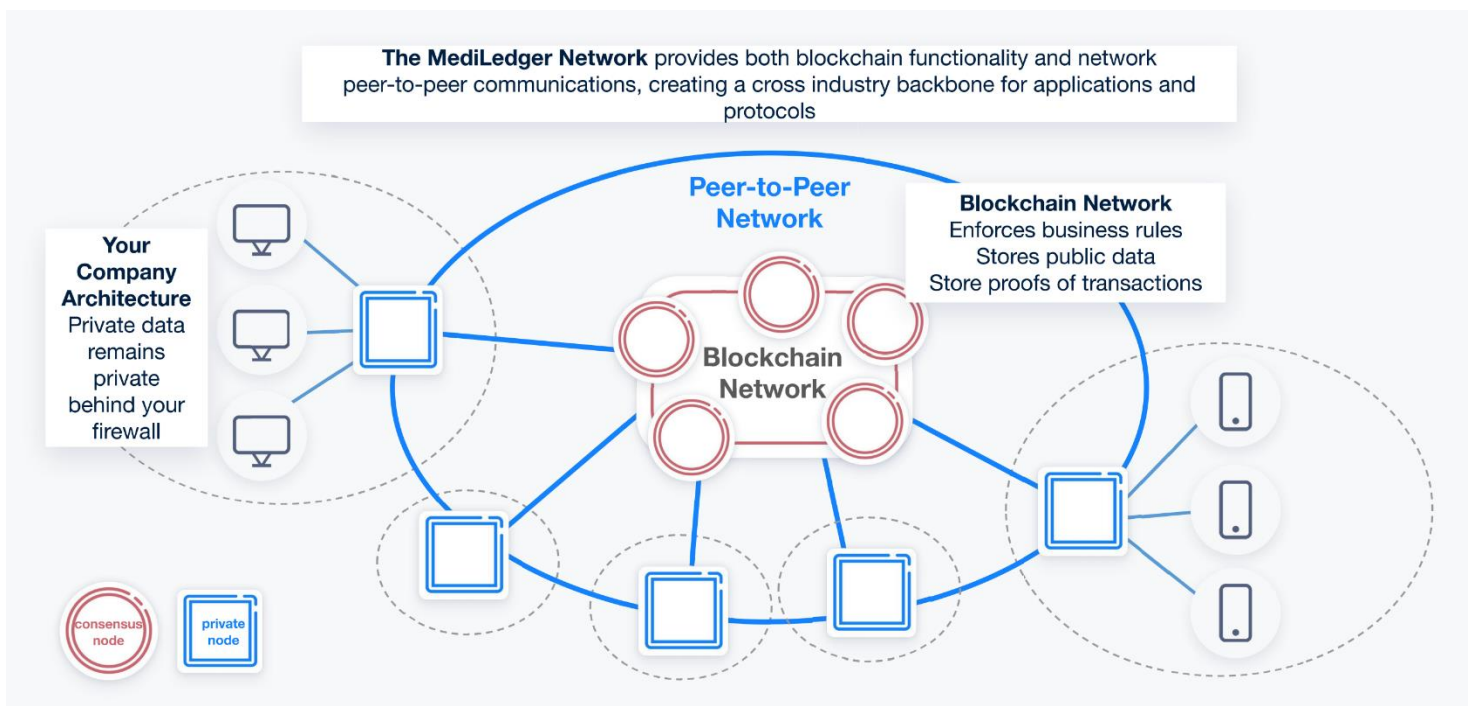 The MediLedger Network provides both blockchain functionality and network
peer-to-peer communications, creating a cross industry backbone for applications and
protocols
Peer-to-Peer
Network
Blockchain Network
Enforces business rules
Stores public data
Store proofs of transactions
Your
Company
Architecture
Private data
remains
private
behind your
firewall
Blockchain
Network
consensus
node
private
node